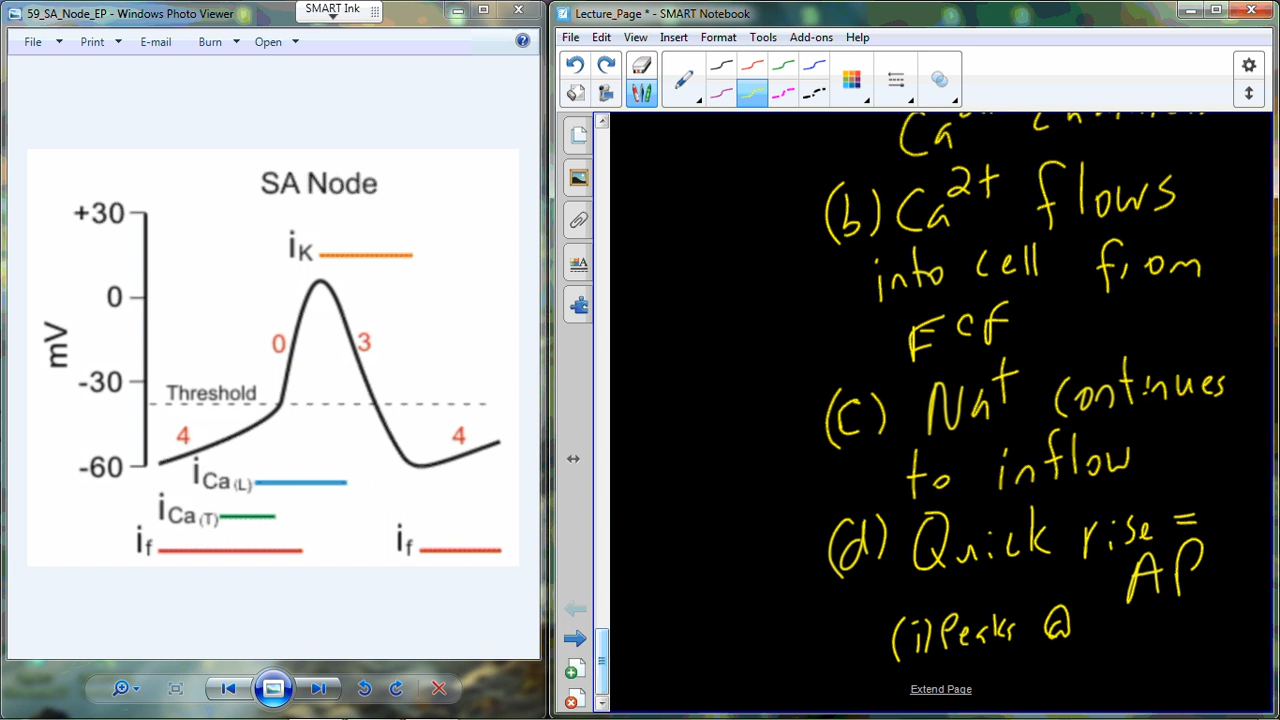 59_SA_Node_EP - Windows Photo Viewer
SMART Ink
File Print E-mail Burn Open
SA Node
+30
0
-30
-60
mV
iK
0
3
Threshold
4
4
iCa(L)
iCa(T)
if
if
Lecture_Page * - SMART Notebook
File Edit View Insert Format Tools Add-ons Help
(b) Ca2+ flows
into cell from
ECF
(c) Na+ continues
to inflow
(d) Quick rise =
AP
(i) Peaks @
Extend Page